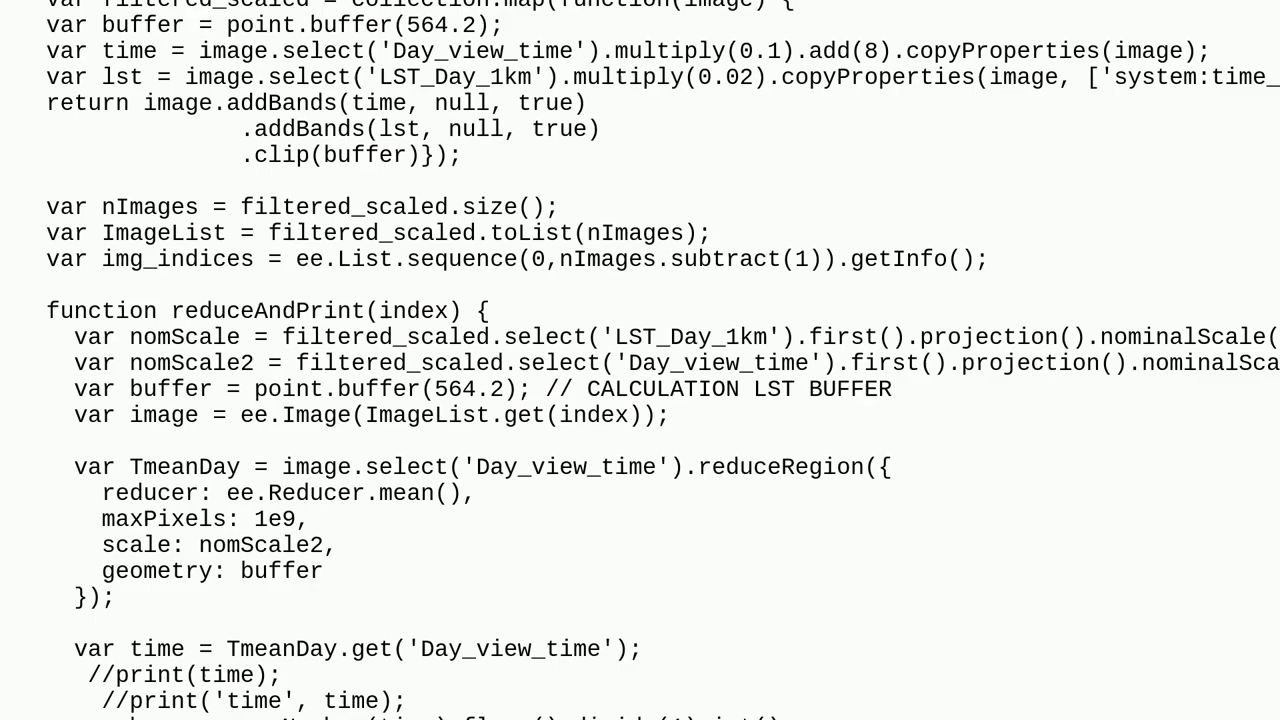 var filtered_scaled = collection.map(function(image) {
var buffer = point.buffer(564.2);
var time = image.select('Day_view_time').multiply(0.1).add(8).copyProperties(image);
var lst = image.select('LST_Day_1km').multiply(0.02).copyProperties(image, ['system:time_
return image.addBands(time, null, true)
.addBands(lst, null, true)
.clip(buffer)});
var nImages = filtered_scaled.size();
var ImageList = filtered_scaled.toList(nImages);
var img_indices = ee.List.sequence(0,nImages.subtract(1)).getInfo();
function reduceAndPrint(index) {
var nomScale = filtered_scaled.select('LST_Day_1km').first().projection().nominalScale(
var nomScale2 = filtered_scaled.select('Day_view_time').first().projection().nominalSca
var buffer = point.buffer(564.2); // CALCULATION LST BUFFER
var image = ee.Image(ImageList.get(index));
var TmeanDay = image.select('Day_view_time').reduceRegion({
reducer: ee.Reducer.mean(),
maxPixels: 1e9,
scale: nomScale2,
geometry: buffer
});
var time = TmeanDay.get('Day_view_time');
//print(time);
//print('time', time);